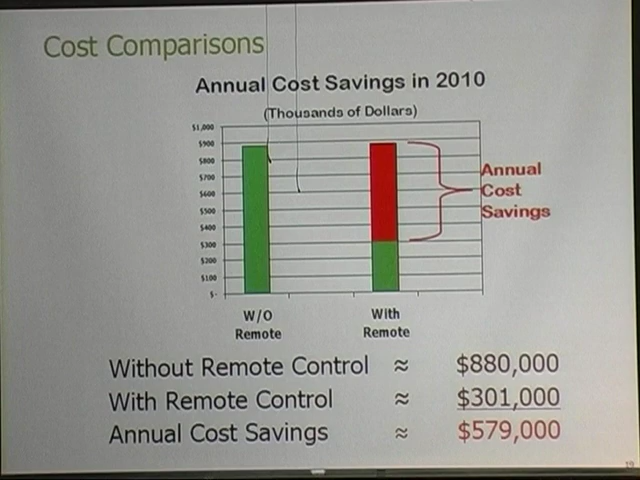 Cost Comparisons
Annual Cost Savings in 2010
(Thousands of Dollars)
$1,000
$900
$800
$700
$600
$500
$400
$300
$200
$100
$-
Annual
Cost
Savings
W/O
Remote
With
Remote
Without Remote Control ≈ $880,000
With Remote Control ≈ $301,000
Annual Cost Savings ≈ $579,000
19